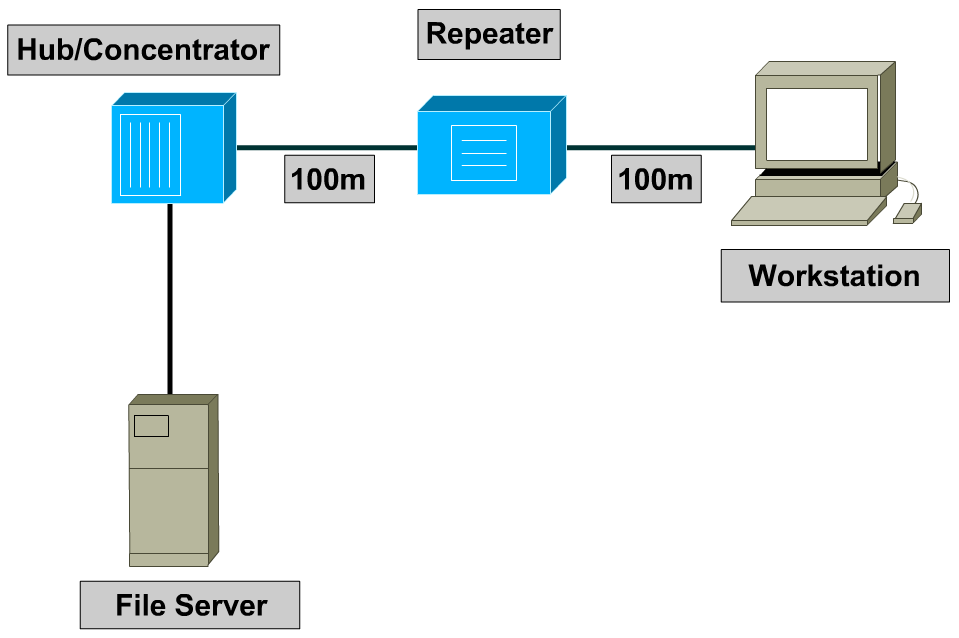 Hub/Concentrator
Repeater
100m
100m
Workstation
File Server